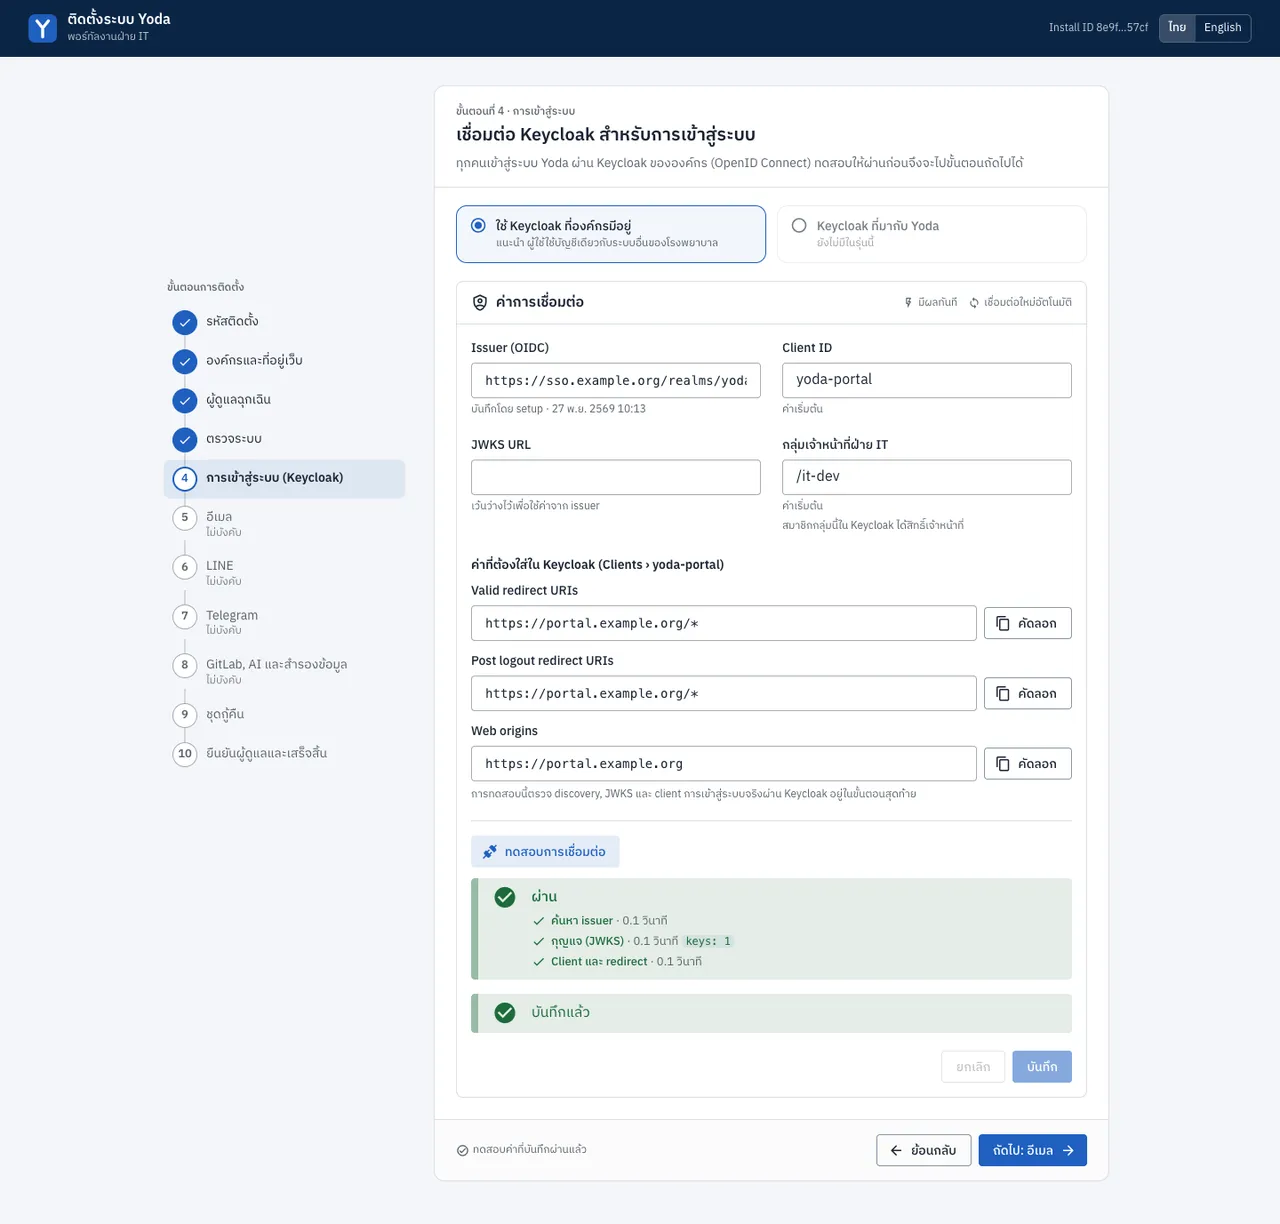 ติดตั้งระบบ Yoda
พอร์ทัลงานฝ่าย IT
Install ID 8e9f...57cf
ไทย
English
ขั้นตอนการติดตั้ง
รหัสติดตั้ง
องค์กรและที่อยู่เว็บ
ผู้ดูแลฉุกเฉิน
ตรวจระบบ
4 การเข้าสู่ระบบ (Keycloak)
5 อีเมล
ไม่บังคับ
6 LINE
ไม่บังคับ
7 Telegram
ไม่บังคับ
8 GitLab, AI และสำรองข้อมูล
ไม่บังคับ
9 ชุดกู้คืน
10 ยืนยันผู้ดูแลและเสร็จสิ้น
ขั้นตอนที่ 4 · การเข้าสู่ระบบ
เชื่อมต่อ Keycloak สำหรับการเข้าสู่ระบบ
ทุกคนเข้าสู่ระบบ Yoda ผ่าน Keycloak ขององค์กร (OpenID Connect) ทดสอบให้ผ่านก่อนจึงจะไปขั้นตอนถัดไปได้
ใช้ Keycloak ที่องค์กรมีอยู่
แนะนำ ผู้ใช้ใช้บัญชีเดียวกับระบบอื่นของโรงพยาบาล
Keycloak ที่มากับ Yoda
ยังไม่มีในรุ่นนี้
ค่าการเชื่อมต่อ
มีผลทันที
เชื่อมต่อใหม่อัตโนมัติ
Issuer (OIDC)
https://sso.example.org/realms/yoda
บันทึกโดย setup · 27 พ.ย. 2569 10:13
Client ID
yoda-portal
ค่าเริ่มต้น
JWKS URL
เว้นว่างไว้เพื่อใช้ค่าจาก issuer
กลุ่มเจ้าหน้าที่ฝ่าย IT
/it-dev
ค่าเริ่มต้น
สมาชิกกลุ่มนี้ใน Keycloak ได้สิทธิ์เจ้าหน้าที่
ค่าที่ต้องใส่ใน Keycloak (Clients › yoda-portal)
Valid redirect URIs
https://portal.example.org/*
คัดลอก
Post logout redirect URIs
https://portal.example.org/*
คัดลอก
Web origins
https://portal.example.org
คัดลอก
การทดสอบนี้ตรวจ discovery, JWKS และ client การเข้าสู่ระบบจริงผ่าน Keycloak อยู่ในขั้นตอนสุดท้าย
ทดสอบการเชื่อมต่อ
ผ่าน
ค้นหา issuer · 0.1 วินาที
กุญแจ (JWKS) · 0.1 วินาที keys: 1
Client และ redirect · 0.1 วินาที
บันทึกแล้ว
ยกเลิก
บันทึก
ทดสอบค่าที่บันทึกผ่านแล้ว
ย้อนกลับ
ถัดไป: อีเมล